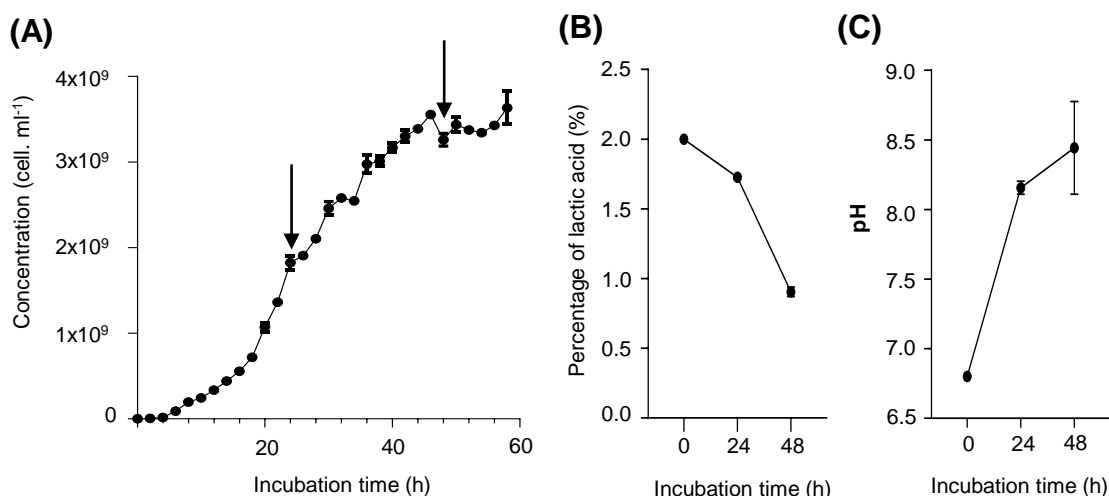 (A)
Concentration (cell. ml⁻¹)
4x10⁹
3x10⁹
2x10⁹
1x10⁹
0
20
40
60
Incubation time (h)
(B)
Percentage of lactic acid (%)
2.5
2.0
1.5
1.0
0.5
0.0
0
24
48
Incubation time (h)
(C)
pH
9.0
8.5
8.0
7.5
7.0
6.5
0
24
48
Incubation time (h)